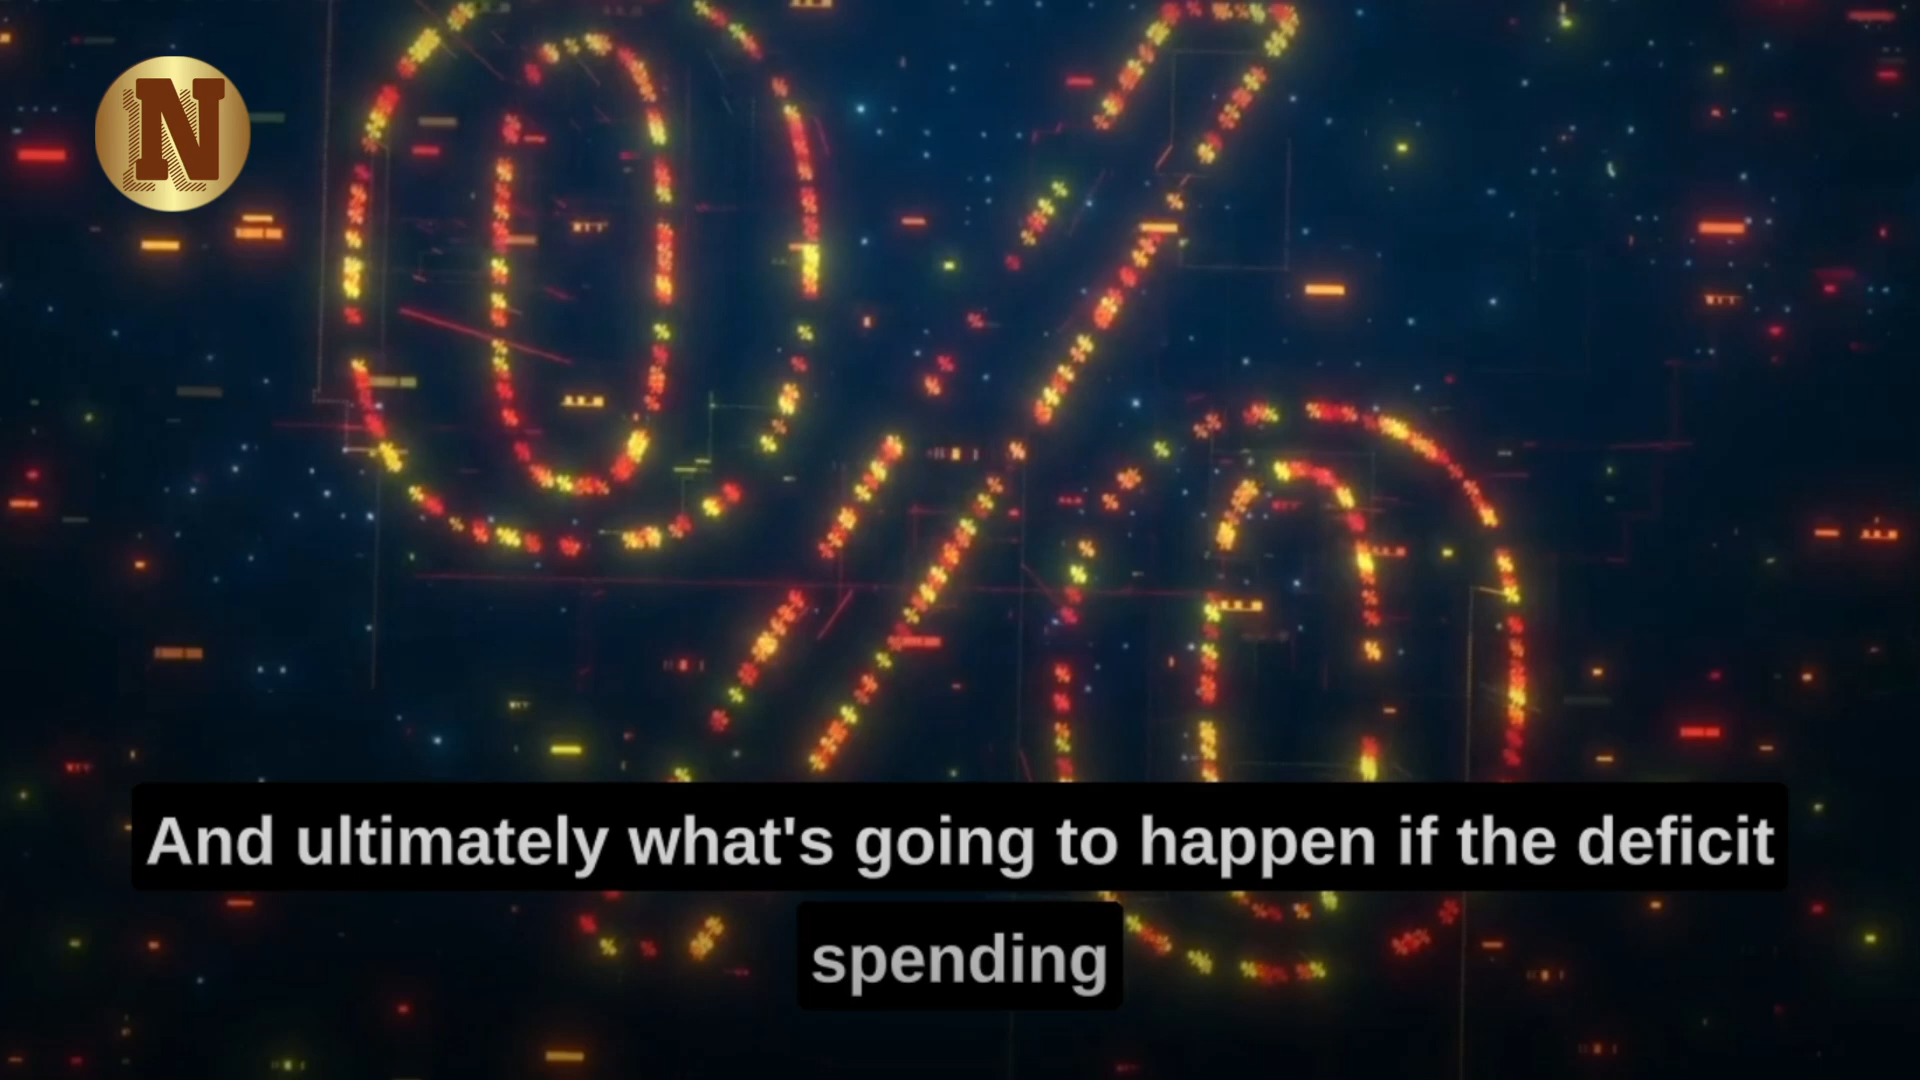 N
%
And ultimately what's going to happen if the deficit
spending